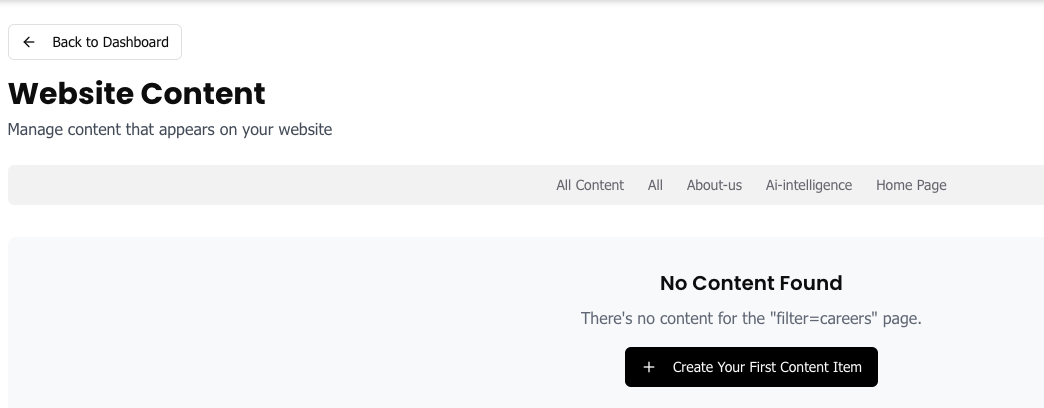 Back to Dashboard
Website Content
Manage content that appears on your website
All Content All About-us Ai-intelligence Home Page
No Content Found
There's no content for the "filter=careers" page.
Create Your First Content Item